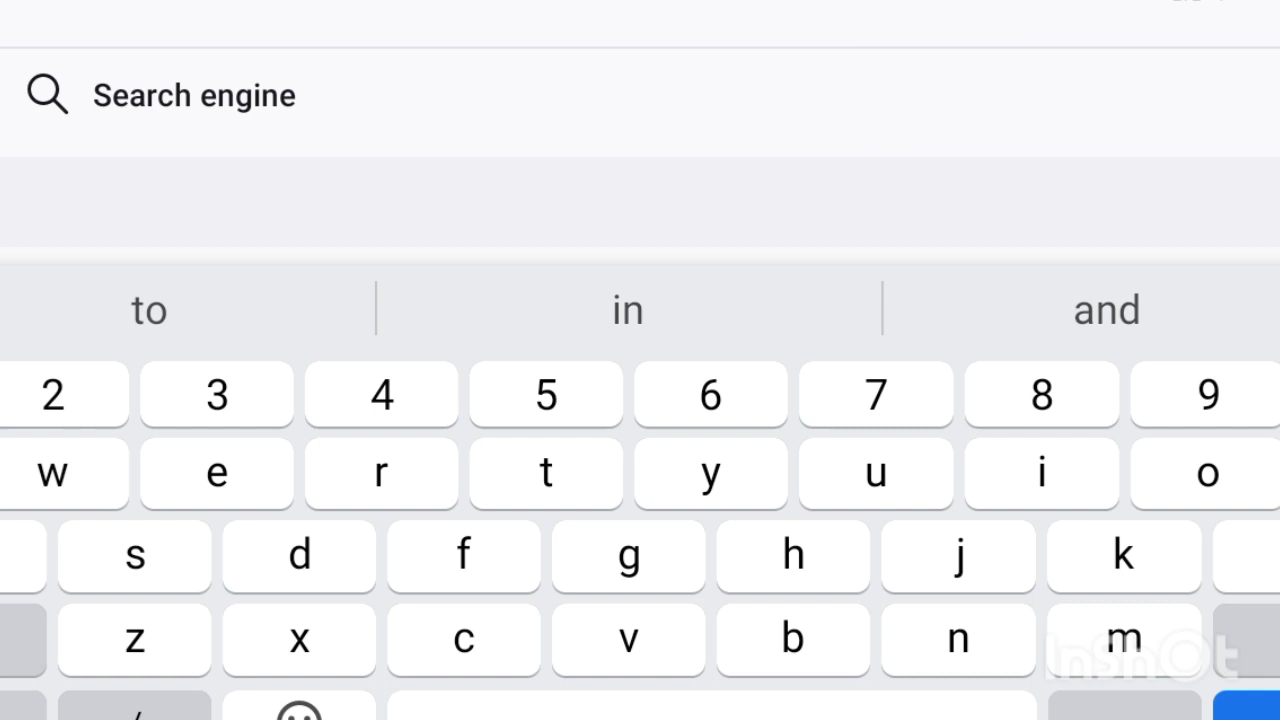 Search engine
to in and
2 3 4 5 6 7 8 9
w e r t y u i o
s d f g h j k
z x c v b n m
InShOt
/